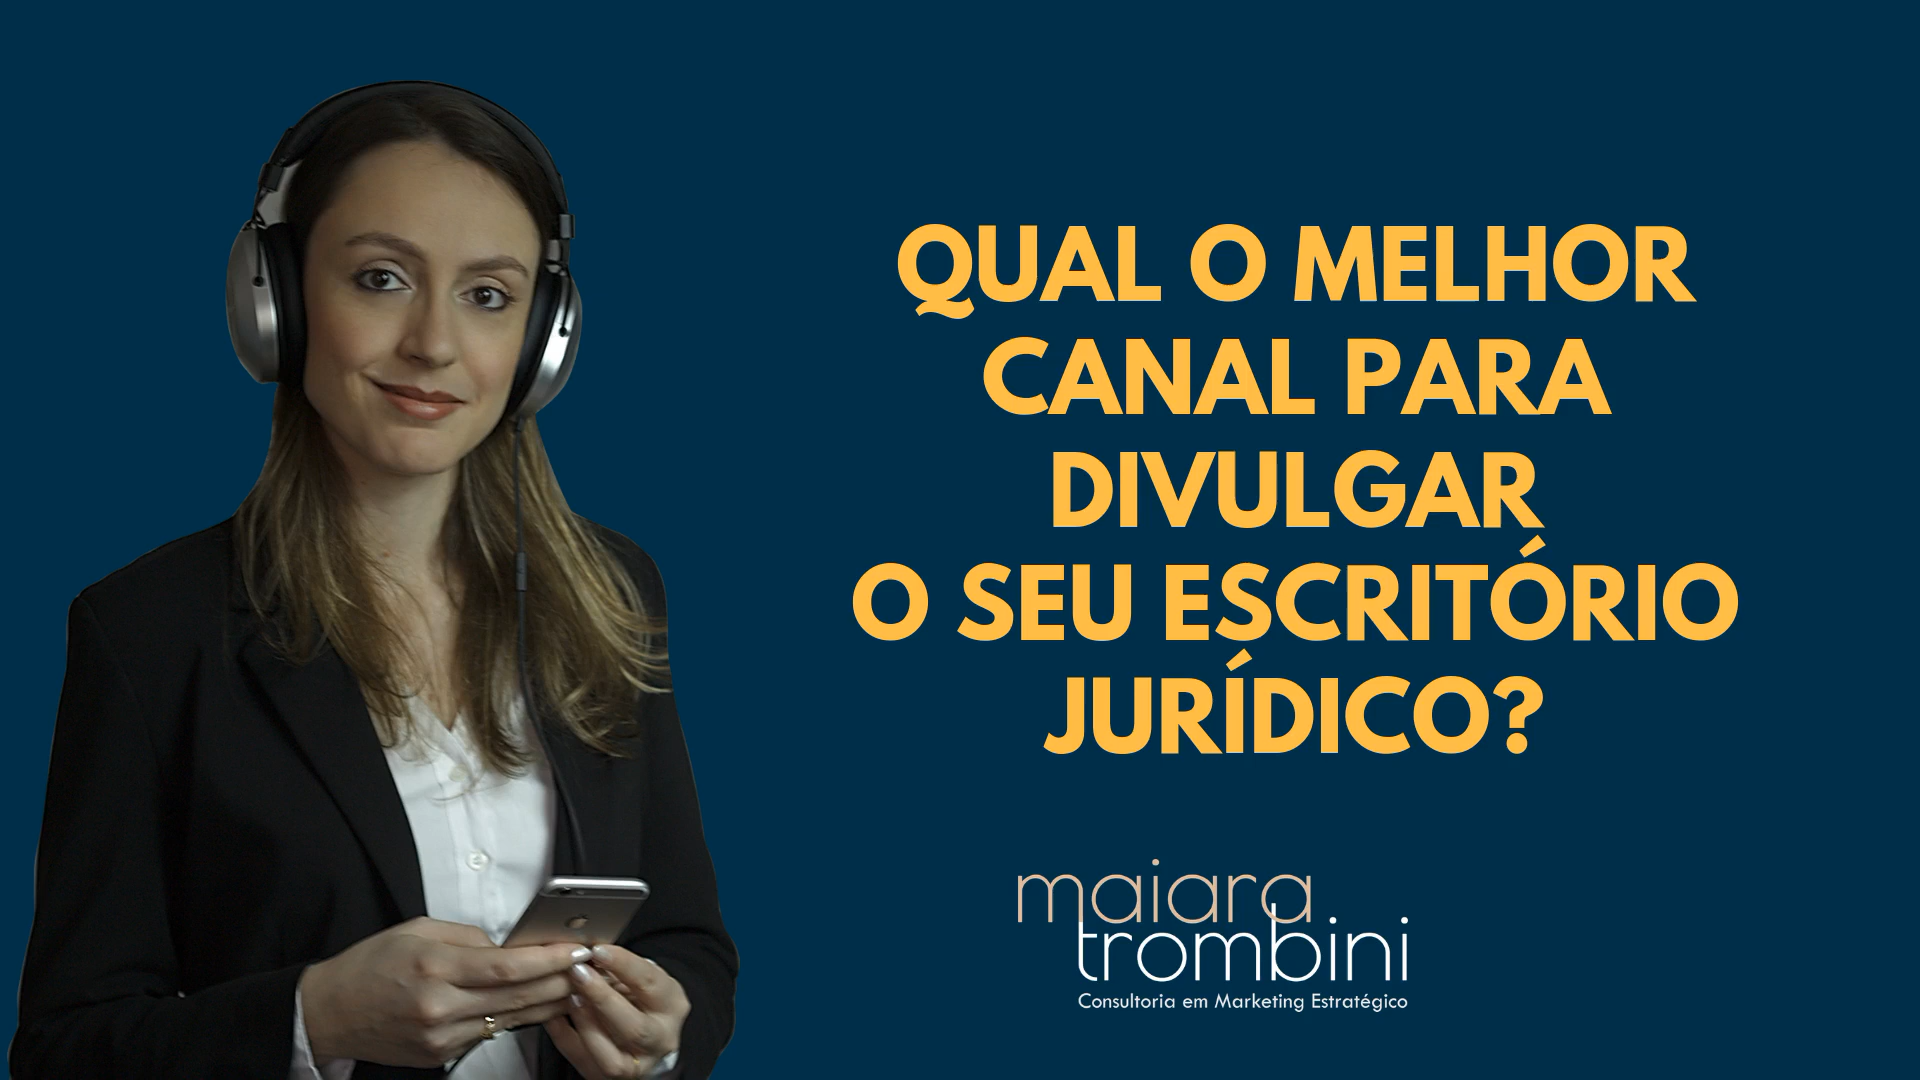 QUAL O MELHOR
CANAL PARA
DIVULGAR
O SEU ESCRITÓRIO
JURÍDICO?
maiara
trombini
Consultoria em Marketing Estratégico